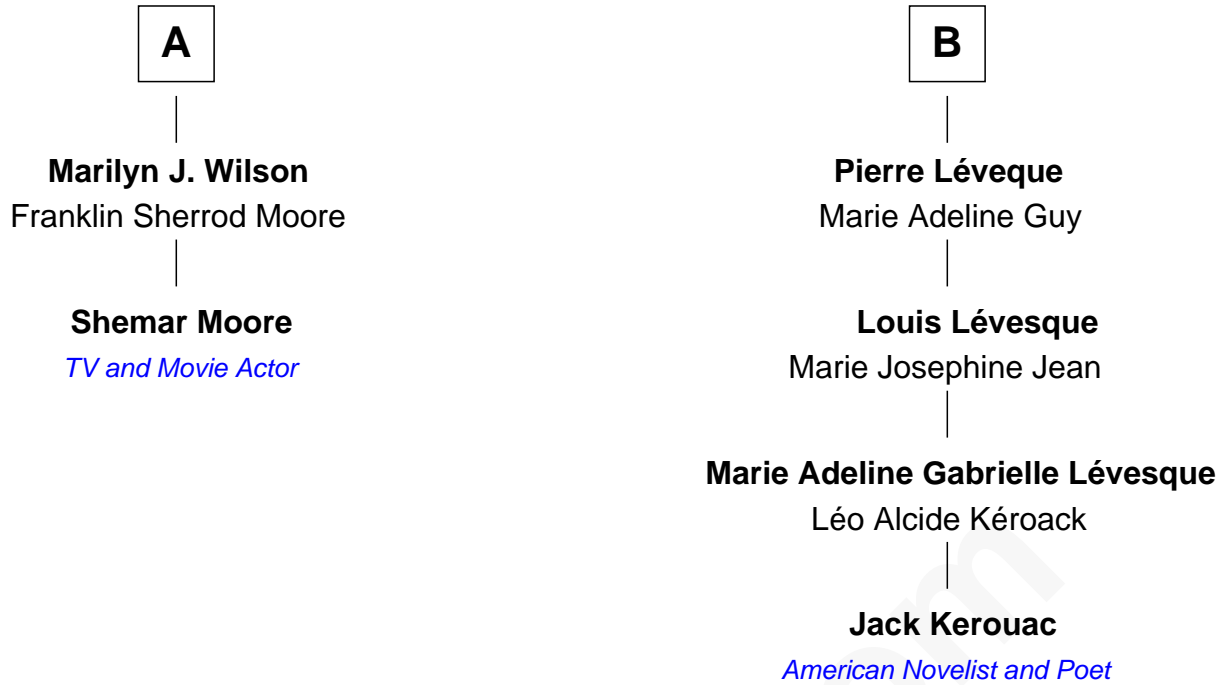 A
Marilyn J. Wilson
Franklin Sherrod Moore
Shemar Moore
TV and Movie Actor
B
Pierre Léveque
Marie Adeline Guy
Louis Lévesque
Marie Josephine Jean
Marie Adeline Gabrielle Lévesque
Léo Alcide Kéroack
Jack Kerouac
American Novelist and Poet